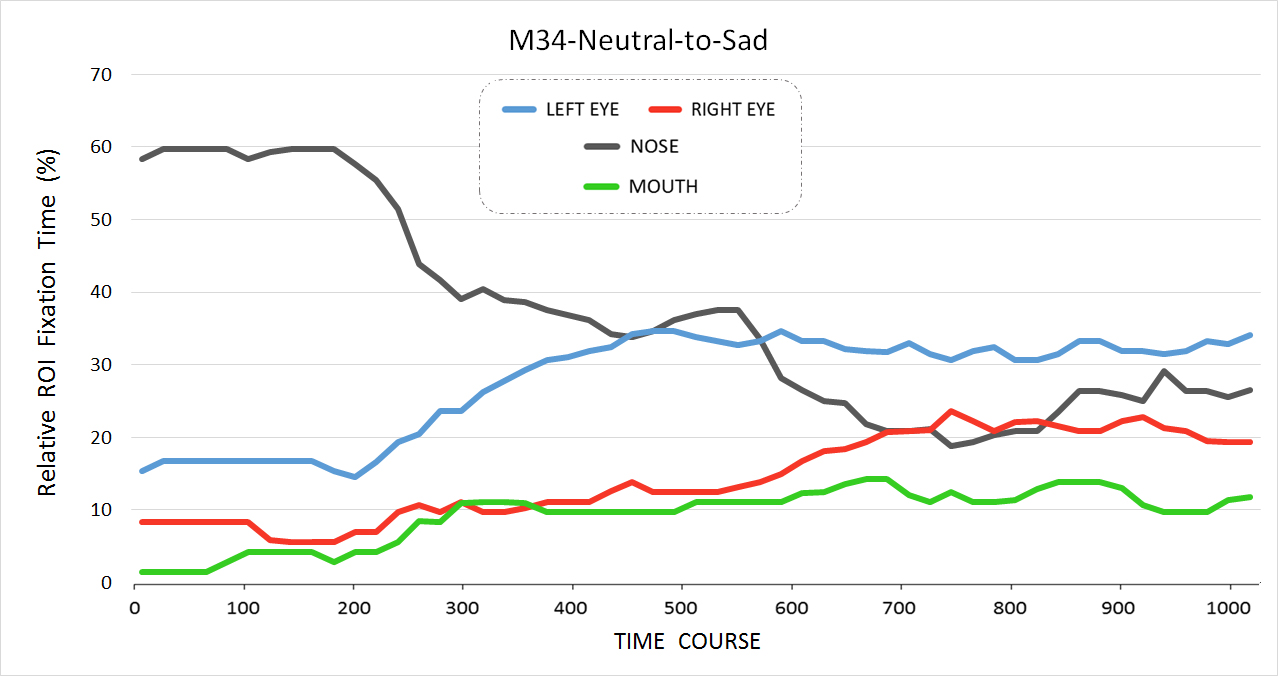 M34-Neutral-to-Sad
70
LEFT EYE RIGHT EYE
NOSE
MOUTH
60
50
40
30
20
10
0
Relative ROI Fixation Time (%)
0 100 200 300 400 500 600 700 800 900 1000
TIME COURSE